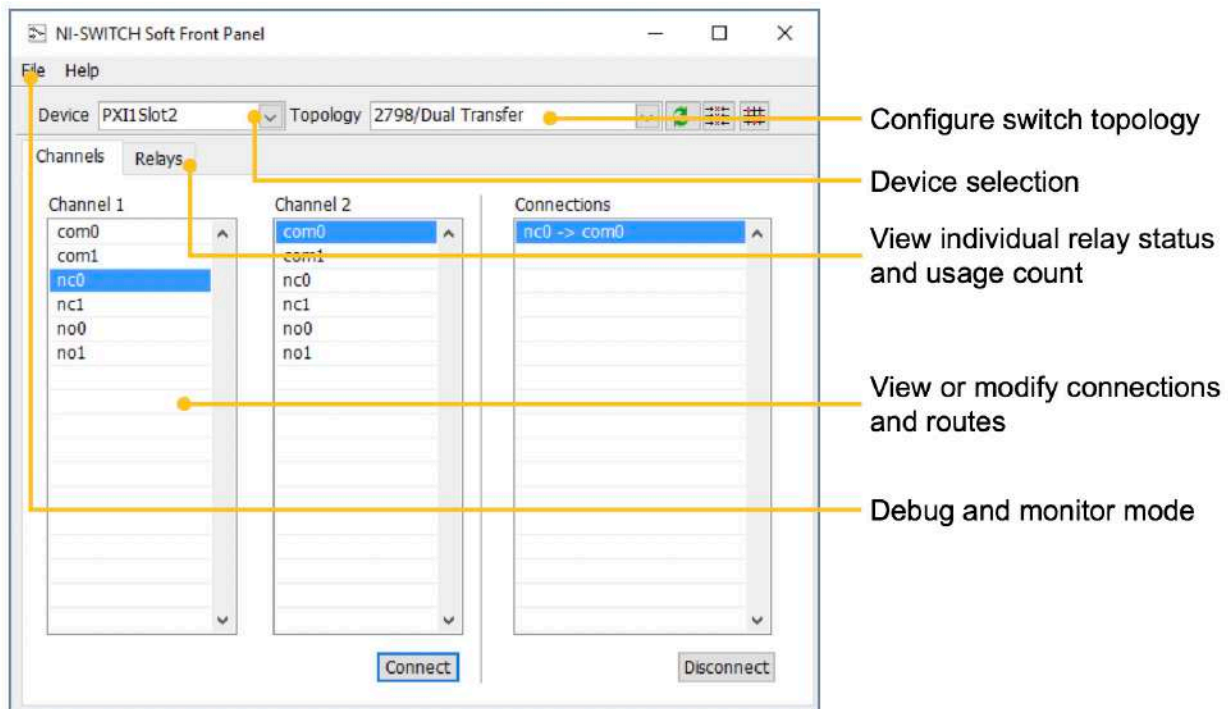 NI-SWITCH Soft Front Panel
File Help
Device PXI1Slot2 Topology 2798/Dual Transfer
Configure switch topology
Channels Relays
Device selection
Channel 1 Channel 2 Connections
com0 com0 nc0 -> com0
View individual relay status
com1 com1
and usage count
nc0 nc0
nc1 nc1
no0 no0
no1 no1
View or modify connections
and routes
Debug and monitor mode
Connect Disconnect